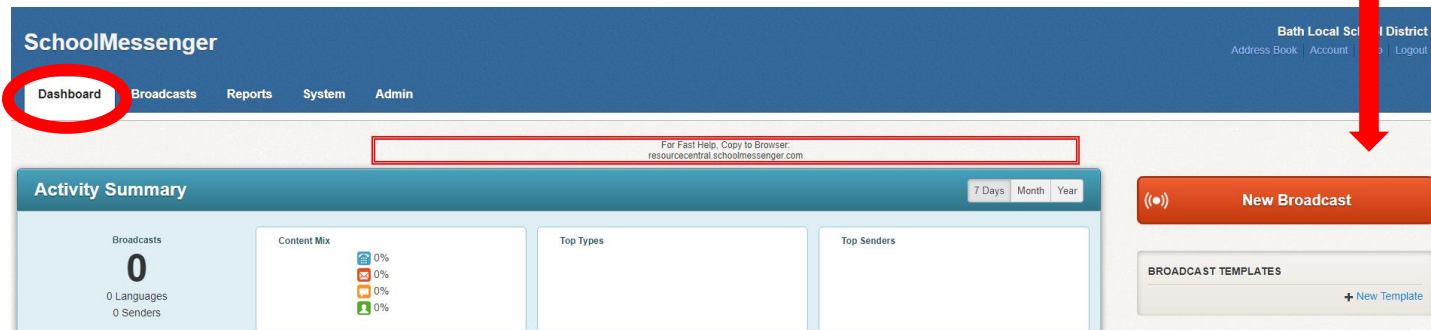 SchoolMessenger
Bath Local School District
Address Book Account Logout
Dashboard Broadcasts Reports System Admin
For Fast Help, Copy to Browser:
resourcecentral.schoolmessenger.com
Activity Summary
7 Days Month Year
New Broadcast
Broadcasts
0
0 Languages
0 Senders
Content Mix
0%
0%
0%
0%
Top Types
Top Senders
BROADCAST TEMPLATES
+ New Template